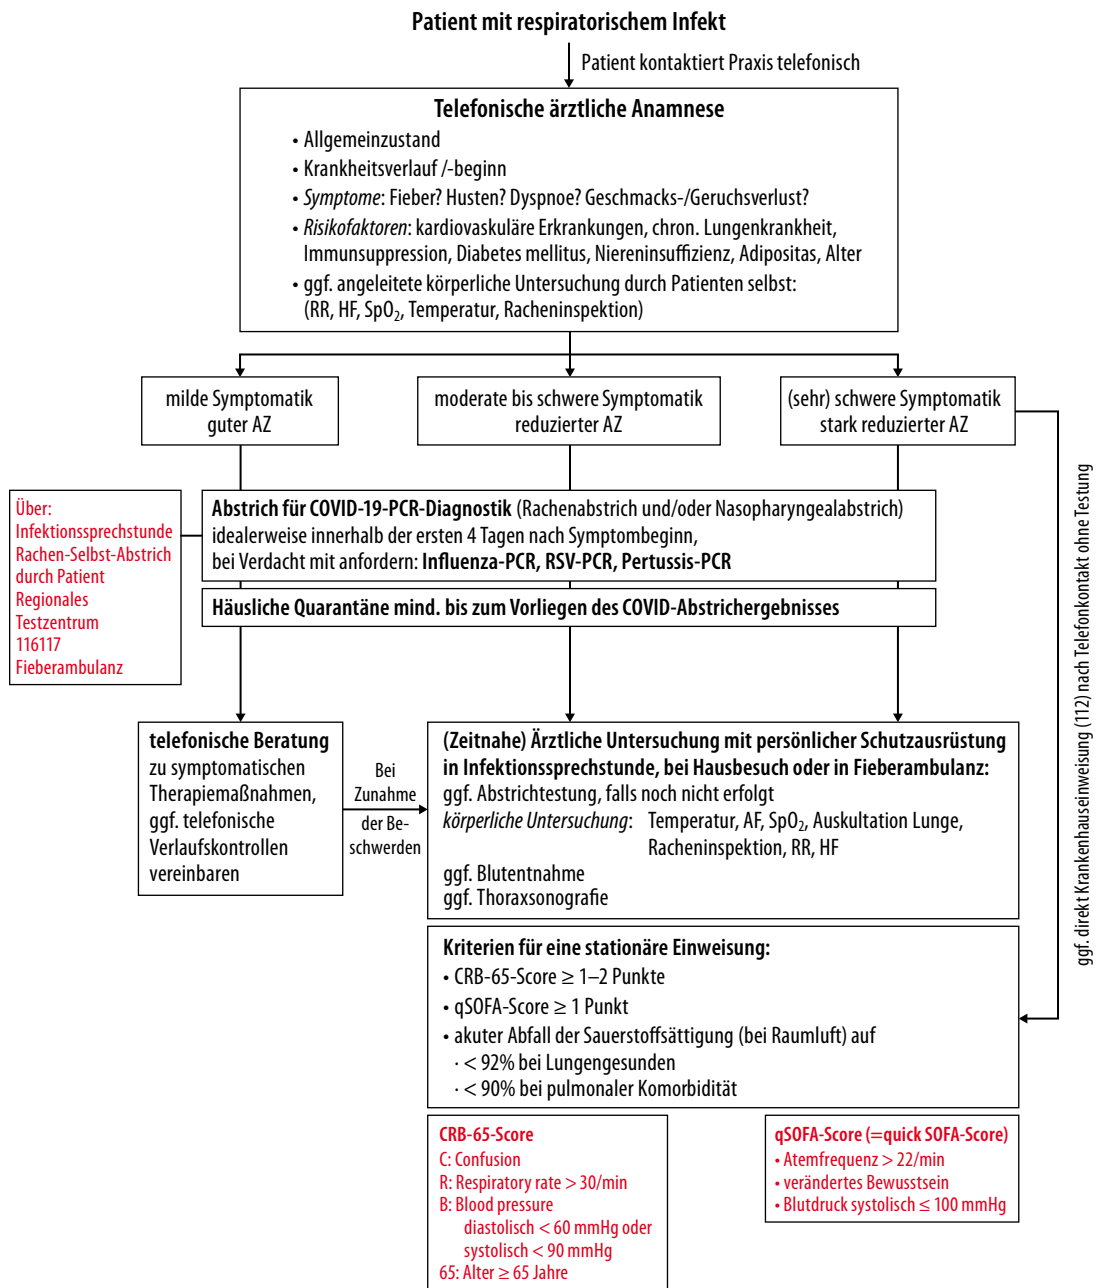 Patient mit respiratorischem Infekt
Patient kontaktiert Praxis telefonisch
Telefonische ärztliche Anamnese
• Allgemeinzustand
• Krankheitsverlauf /-beginn
• Symptome: Fieber? Husten? Dyspnoe? Geschmacks-/Geruchsverlust?
• Risikofaktoren: kardiovaskuläre Erkrankungen, chron. Lungenkrankheit,
Immunsuppression, Diabetes mellitus, Niereninsuffizienz, Adipositas, Alter
• ggf. angeleitete körperliche Untersuchung durch Patienten selbst:
(RR, HF, SpO₂, Temperatur, Racheninspektion)
milde Symptomatik
guter AZ
moderate bis schwere Symptomatik
reduzierter AZ
(sehr) schwere Symptomatik
stark reduzierter AZ
Über:
Infektionssprechstunde
Rachen-Selbst-Abstrich
durch Patient
Regionales
Testzentrum
116117
Fieberambulanz
Abstrich für COVID-19-PCR-Diagnostik (Rachenabstrich und/oder Nasopharyngealabstrich)
idealerweise innerhalb der ersten 4 Tagen nach Symptombeginn,
bei Verdacht mit anfordern: Influenza-PCR, RSV-PCR, Pertussis-PCR
Häusliche Quarantäne mind. bis zum Vorliegen des COVID-Abstrichergebnisses
ggf. direkt Krankenhauseinweisung (112) nach Telefonkontakt ohne Testung
telefonische Beratung
zu symptomatischen
Therapiemaßnahmen,
ggf. telefonische
Verlaufskontrollen
vereinbaren
Bei
Zunahme
der Be-
schwerden
(Zeitnahe) Ärztliche Untersuchung mit persönlicher Schutzausrüstung
in Infektionssprechstunde, bei Hausbesuch oder in Fieberambulanz:
ggf. Abstrichtestung, falls noch nicht erfolgt
körperliche Untersuchung: Temperatur, AF, SpO₂, Auskultation Lunge,
Racheninspektion, RR, HF
ggf. Blutentnahme
ggf. Thoraxsonografie
Kriterien für eine stationäre Einweisung:
• CRB-65-Score ≥ 1–2 Punkte
• qSOFA-Score ≥ 1 Punkt
• akuter Abfall der Sauerstoffsättigung (bei Raumluft) auf
· < 92% bei Lungengesunden
· < 90% bei pulmonaler Komorbidität
CRB-65-Score
C: Confusion
R: Respiratory rate > 30/min
B: Blood pressure
diastolisch < 60 mmHg oder
systolisch < 90 mmHg
65: Alter ≥ 65 Jahre
qSOFA-Score (=quick SOFA-Score)
• Atemfrequenz > 22/min
• verändertes Bewusstsein
• Blutdruck systolisch ≤ 100 mmHg